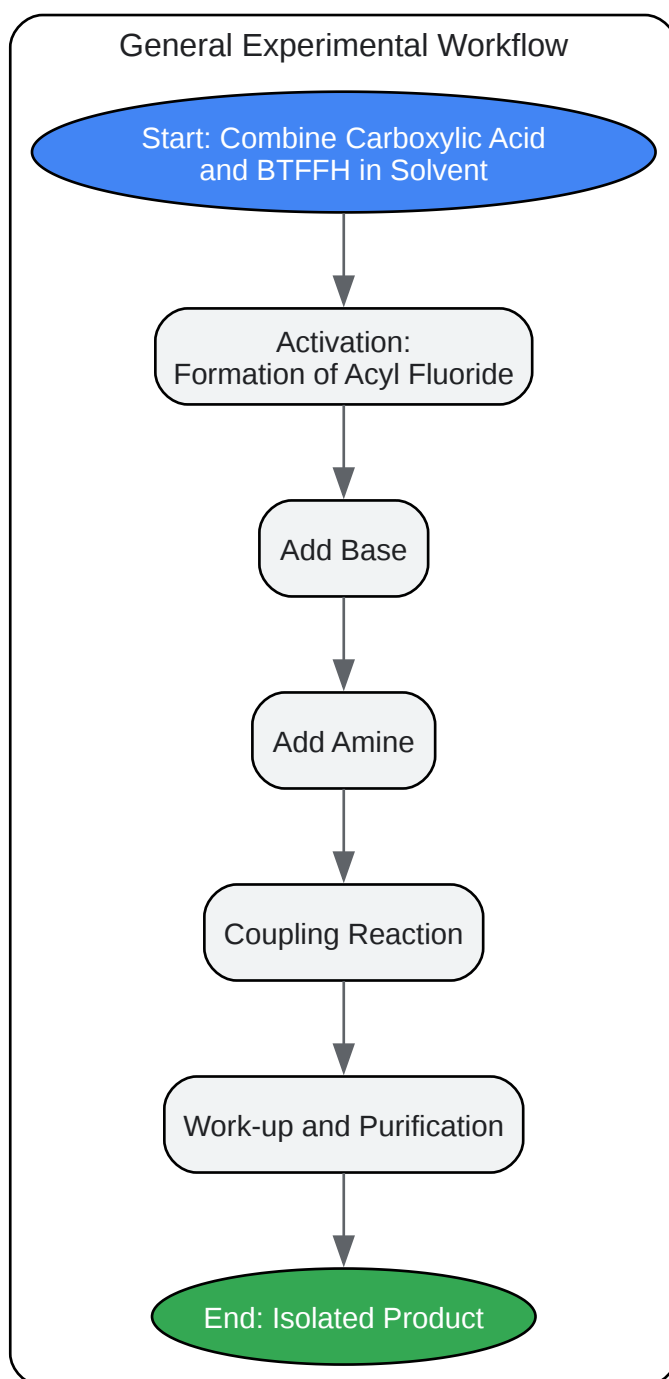 General Experimental Workflow
Start: Combine Carboxylic Acid
and BTFFH in Solvent
Activation:
Formation of Acyl Fluoride
Add Base
Add Amine
Coupling Reaction
Work-up and Purification
End: Isolated Product